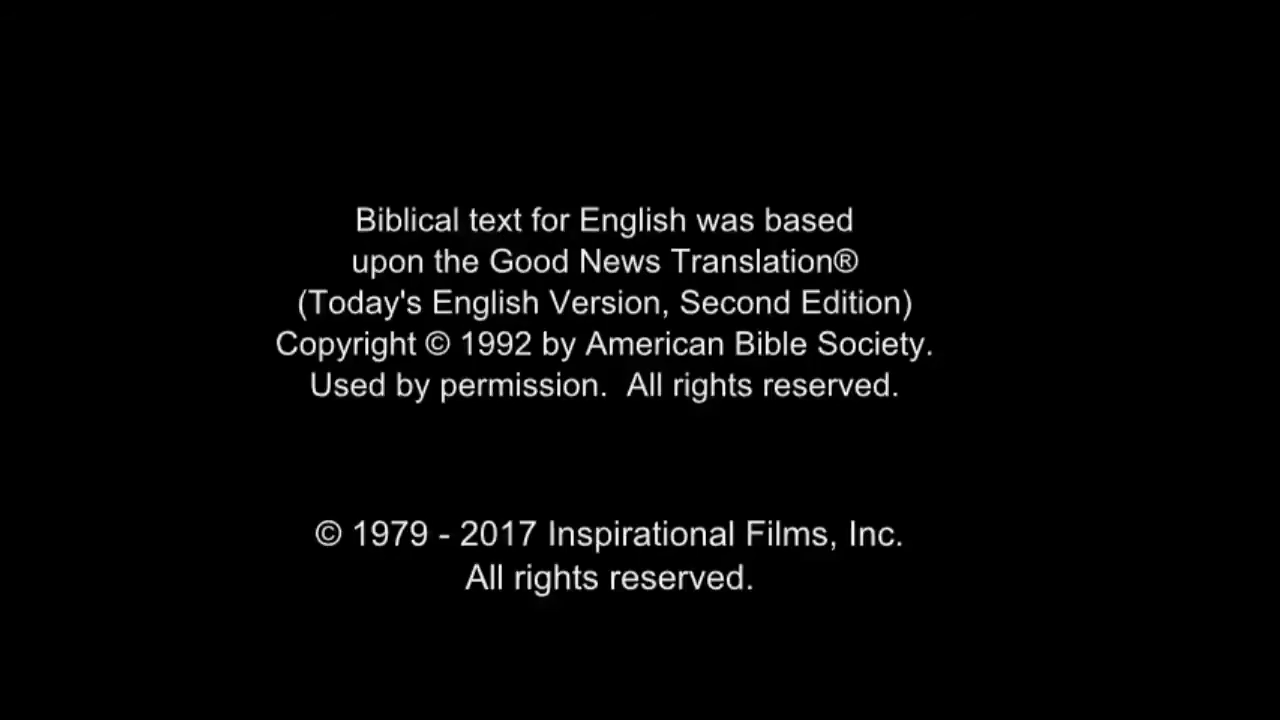 Biblical text for English was based
upon the Good News Translation®
(Today's English Version, Second Edition)
Copyright © 1992 by American Bible Society.
Used by permission.  All rights reserved.
© 1979 - 2017 Inspirational Films, Inc.
All rights reserved.